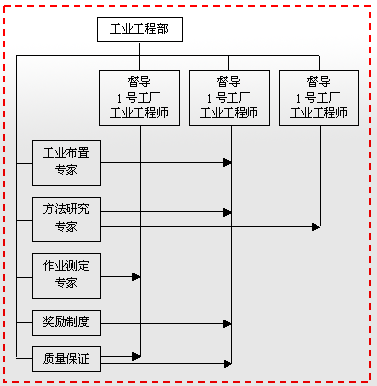 工业工程部
督导
1号工厂
工业工程师
督导
1号工厂
工业工程师
督导
1号工厂
工业工程师
工业布置
专家
方法研究
专家
作业测定
专家
奖励制度
质量保证